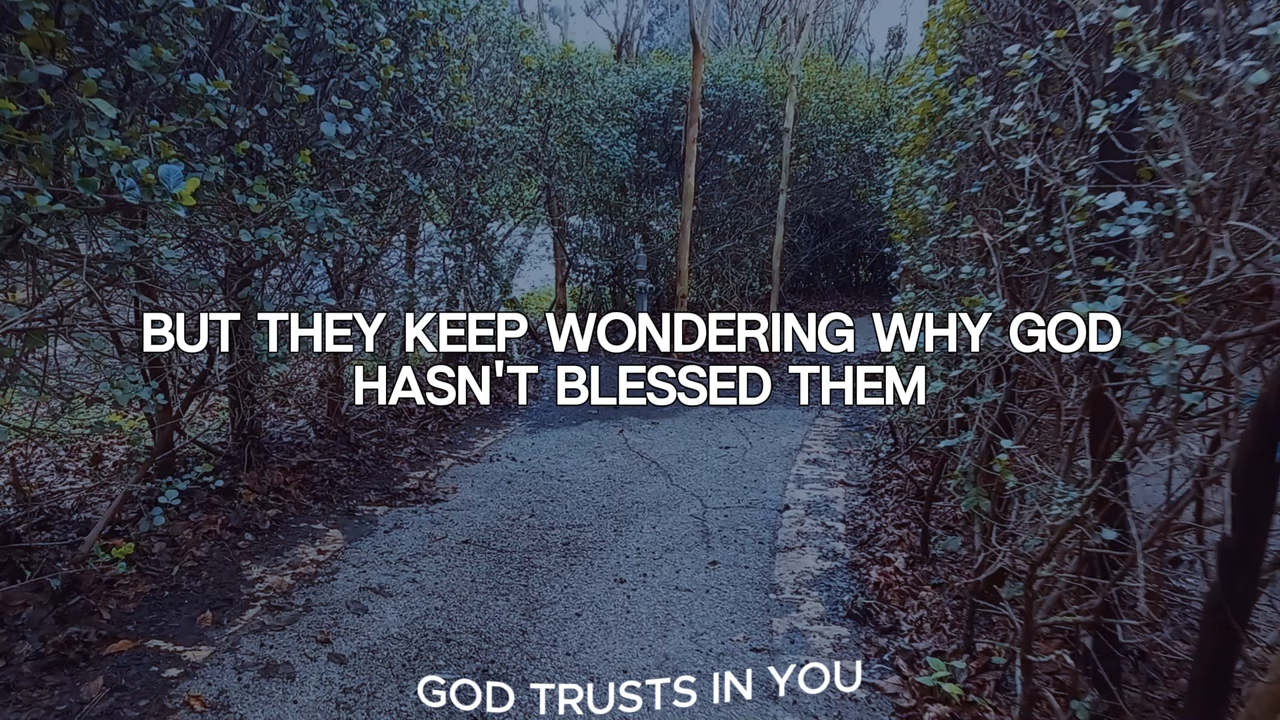 BUT THEY KEEP WONDERING WHY GOD
HASN'T BLESSED THEM
GOD TRUSTS IN YOU